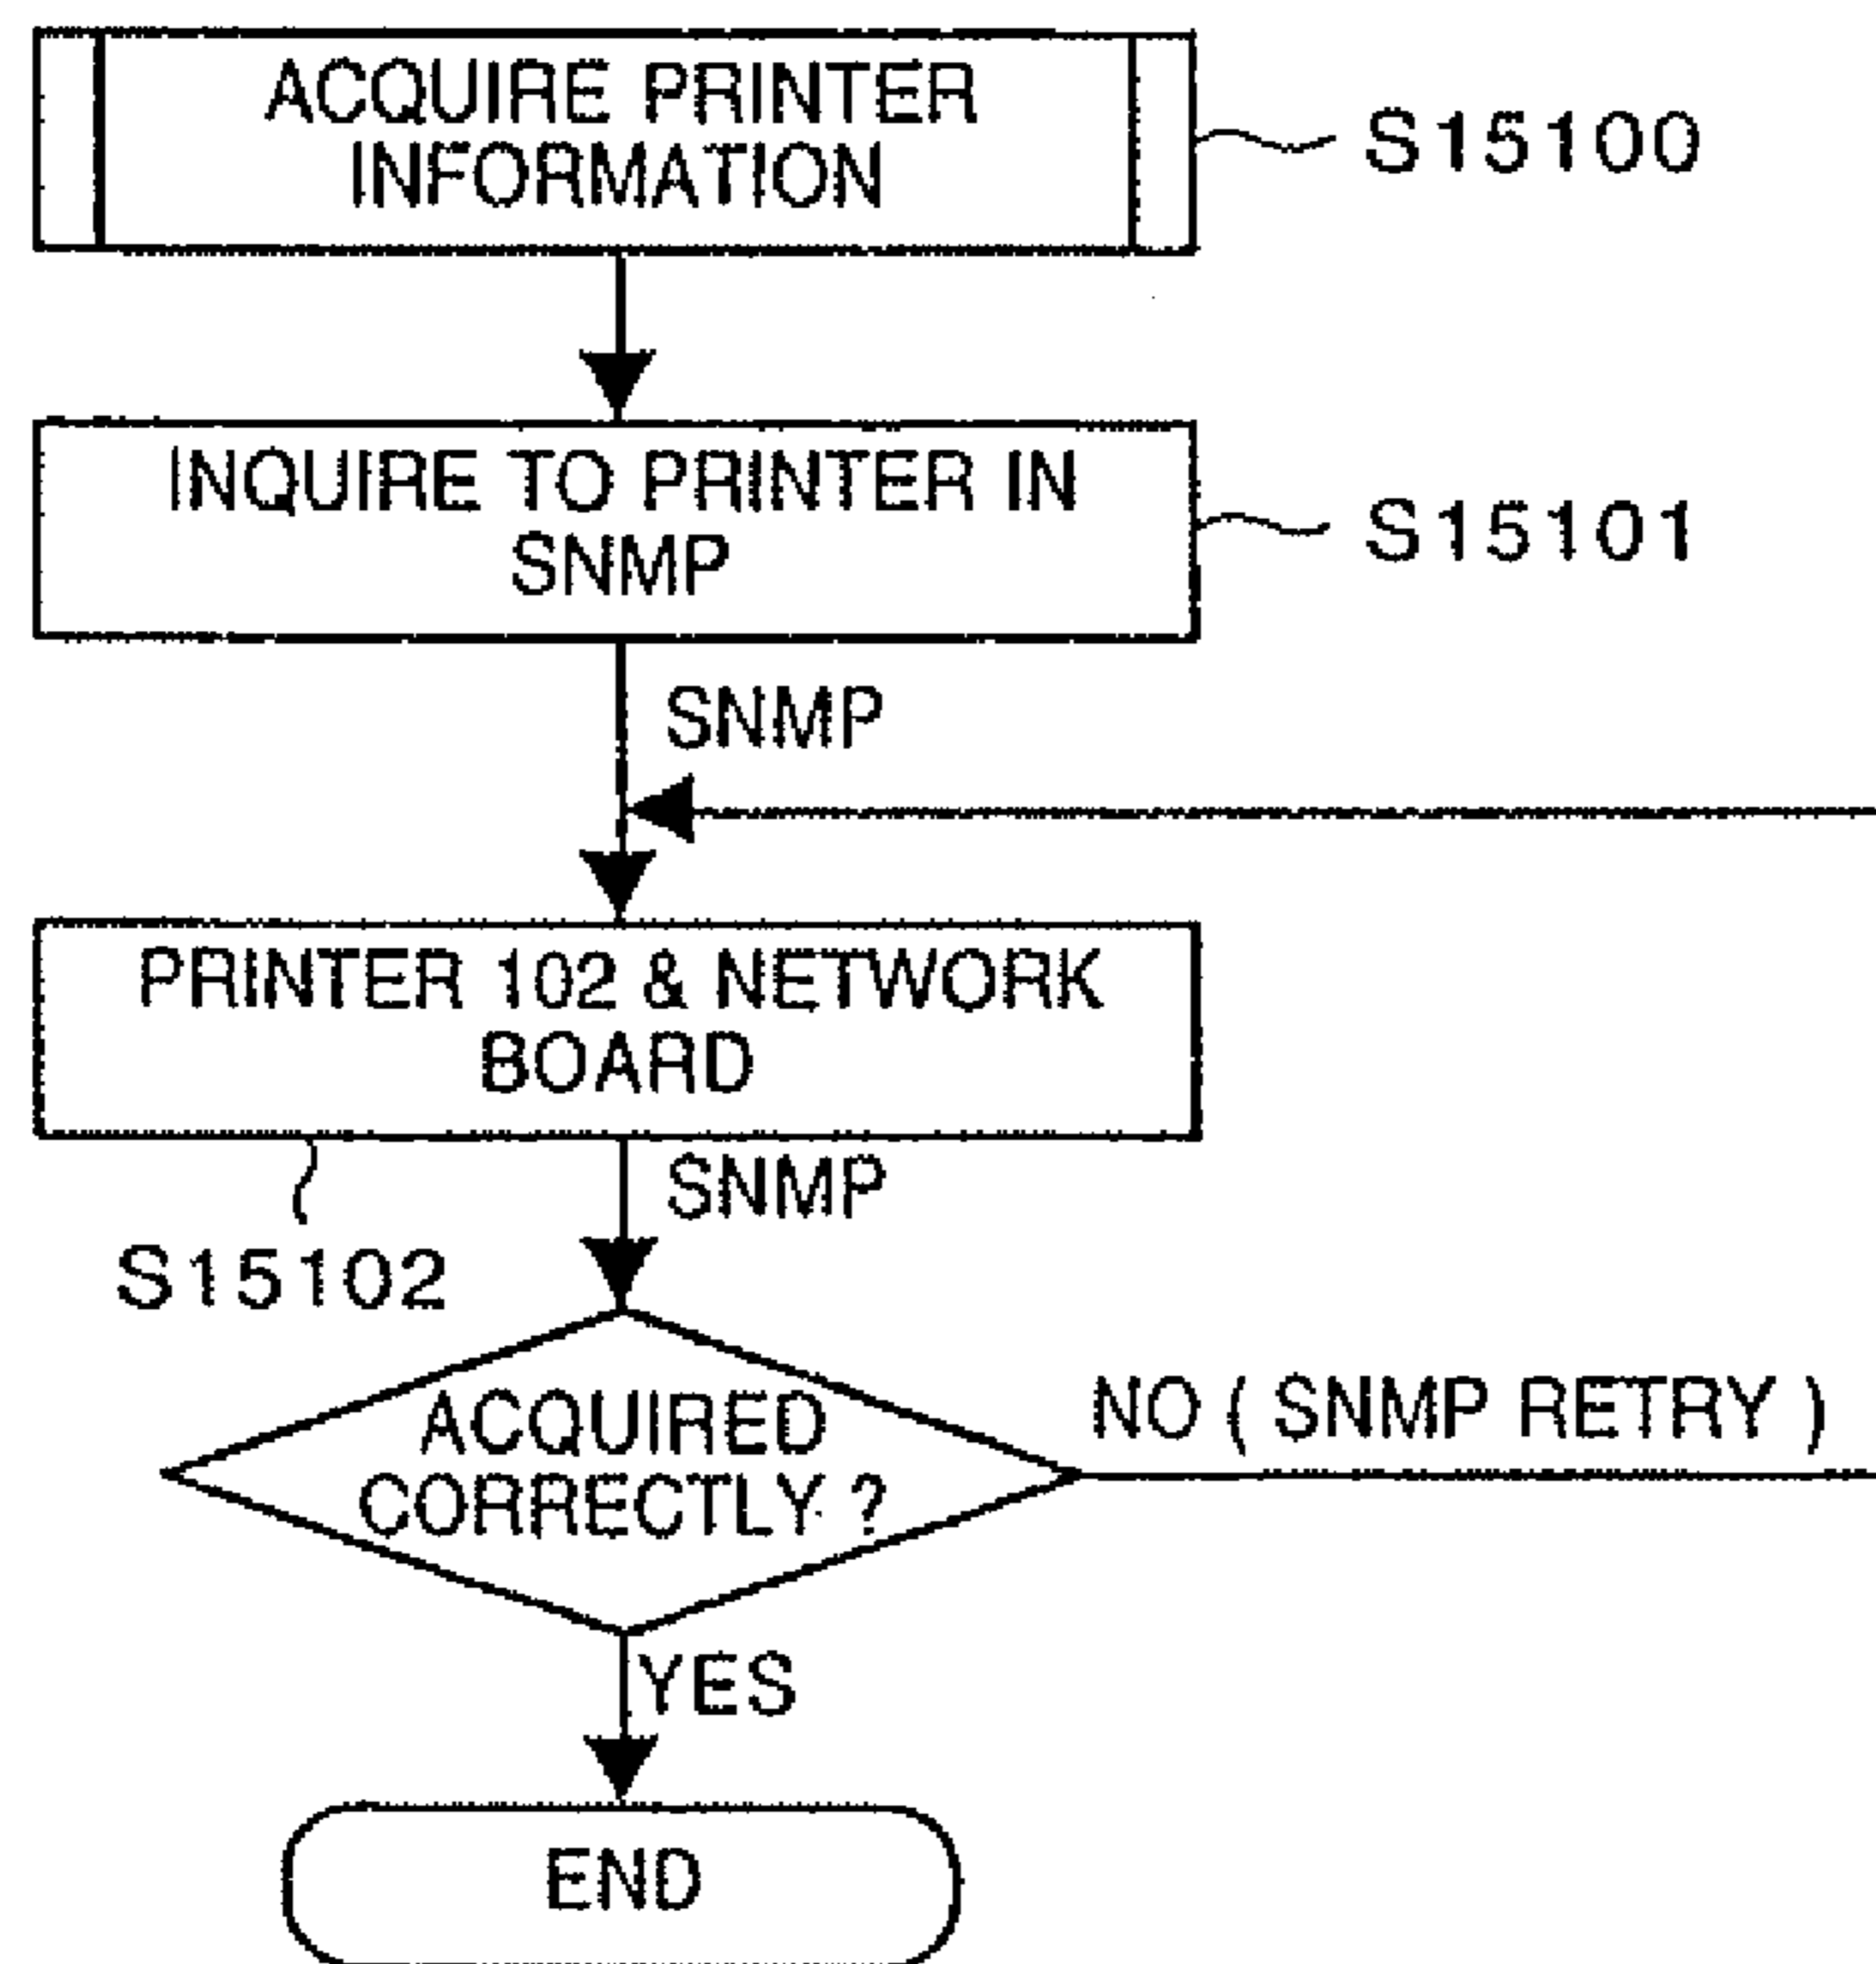 ACQUIRE PRINTER
INFORMATION
S15100
INQUIRE TO PRINTER IN
SNMP
S15101
SNMP
PRINTER 102 & NETWORK
BOARD
SNMP
S15102
ACQUIRED
CORRECTLY ?
NO ( SNMP RETRY )
YES
END